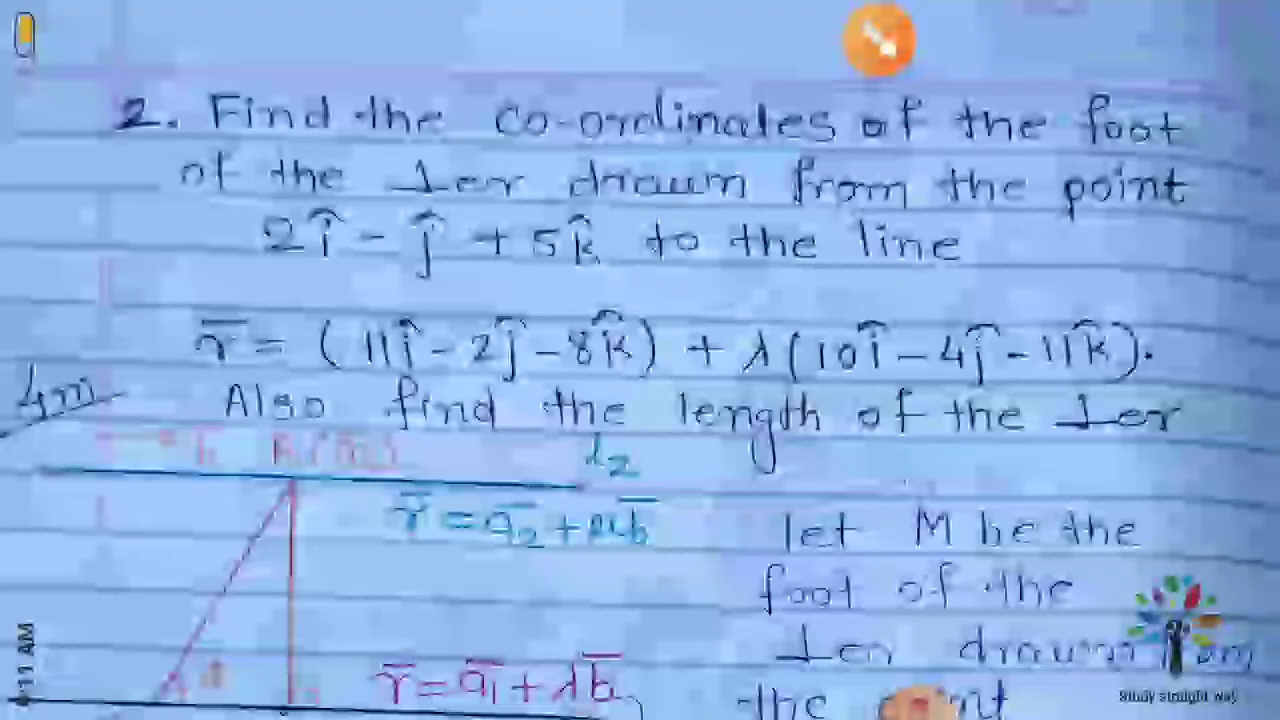 2. Find the co-ordinates of the foot
of the ⊥er drawn from the point
2î - ĵ + 5k̂ to the line
r̄ = (11î - 2ĵ - 8k̂) + λ(10î - 4ĵ - 11k̂).
4m
Also find the length of the ⊥er
r̄ = ā₂ + μb̄
let M be the
foot of the
⊥er drawn
r̄ = ā₁ + λb̄
the
Study straight way